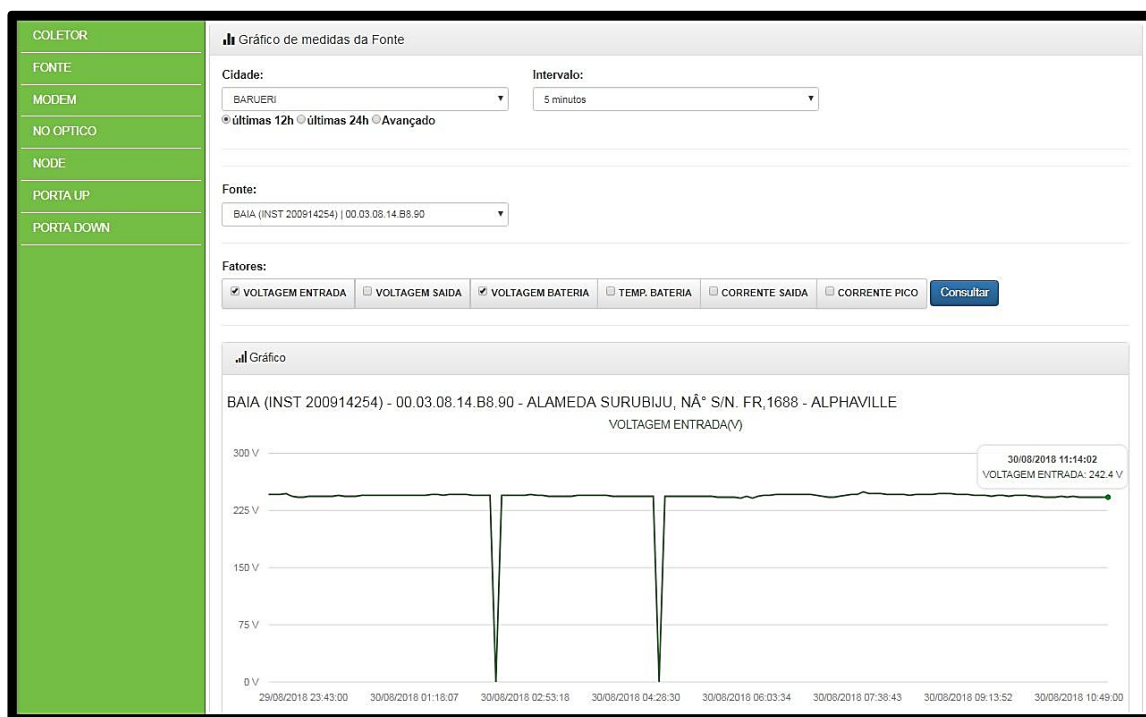 COLETOR
FONTE
MODEM
NO OPTICO
NODE
PORTA UP
PORTA DOWN
Gráfico de medidas da Fonte
Cidade: Intervalo:
BARUERI 5 minutos
últimas 12h últimas 24h Avançado
Fonte:
BAIA (INST 200914254) | 00.03.08.14.B8.90
Fatores:
VOLTAGEM ENTRADA VOLTAGEM SAIDA VOLTAGEM BATERIA TEMP. BATERIA CORRENTE SAIDA CORRENTE PICO Consultar
Gráfico
BAIA (INST 200914254) - 00.03.08.14.B8.90 - ALAMEDA SURUBIJU, NÂ° S/N. FR,1688 - ALPHAVILLE
VOLTAGEM ENTRADA(V)
300 V
30/08/2018 11:14:02
VOLTAGEM ENTRADA: 242.4 V
225 V
150 V
75 V
0 V
29/08/2018 23:43:00 30/08/2018 01:18:07 30/08/2018 02:53:18 30/08/2018 04:28:30 30/08/2018 06:03:34 30/08/2018 07:38:43 30/08/2018 09:13:52 30/08/2018 10:49:00